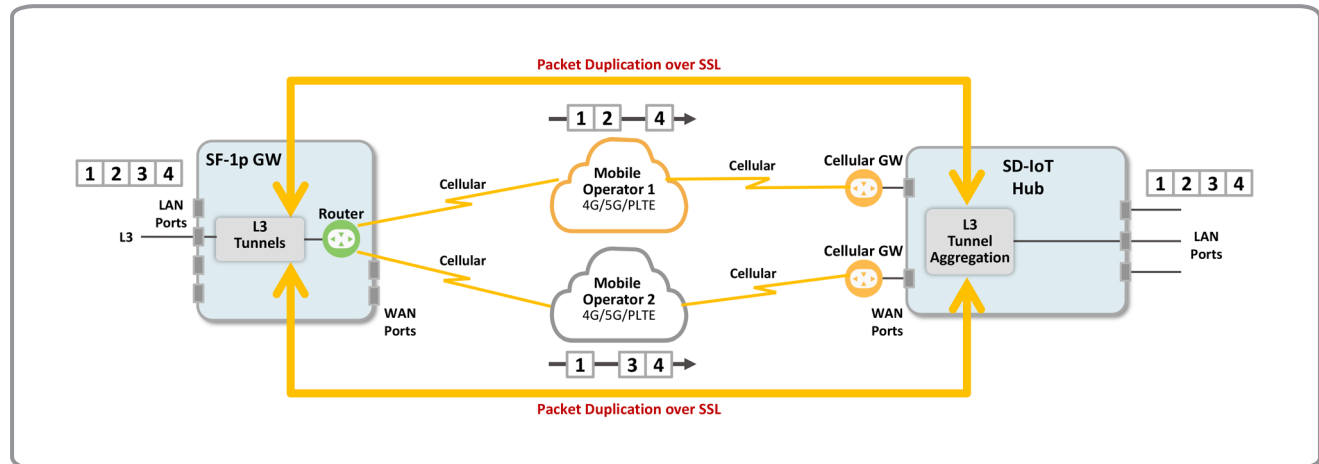 Packet Duplication over SSL
1 2 4
SF-1p GW
1 2 3 4
LAN
Ports
L3
L3
Tunnels
Router
WAN
Ports
Cellular
Cellular
Mobile
Operator 1
4G/5G/PLTE
Cellular
Cellular GW
Mobile
Operator 2
4G/5G/PLTE
Cellular
Cellular GW
WAN
Ports
SD-IoT
Hub
L3
Tunnel
Aggregation
1 2 3 4
LAN
Ports
1 3 4
Packet Duplication over SSL